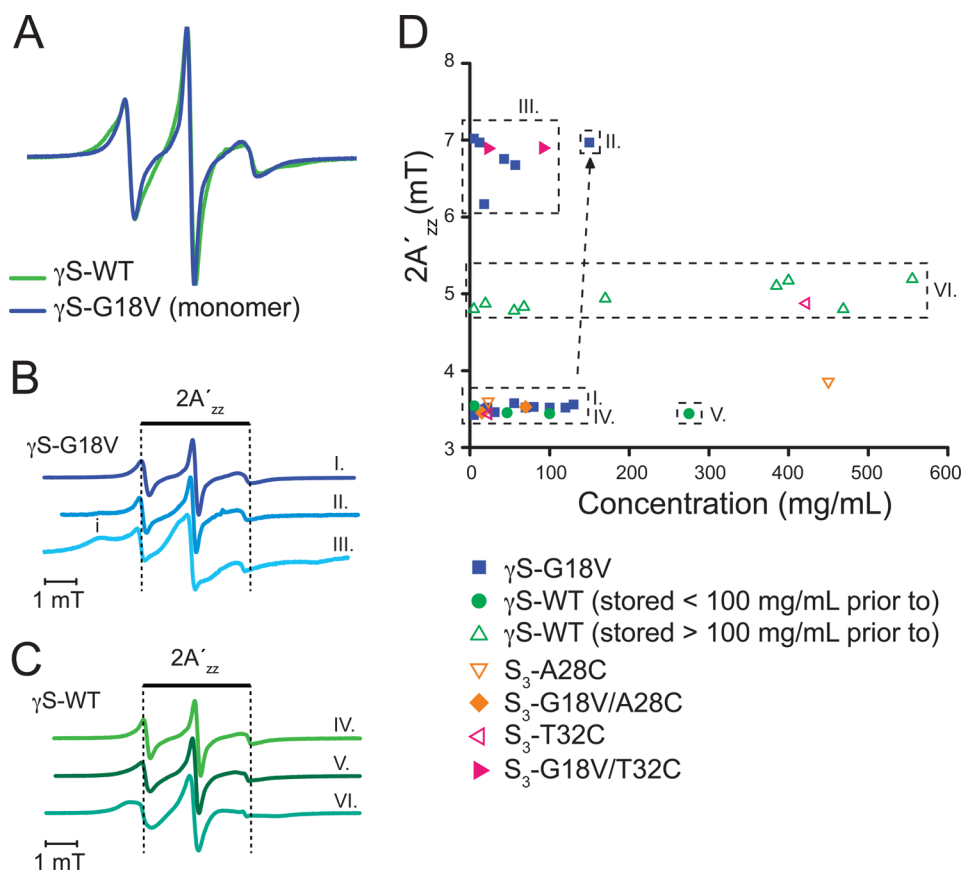 A
γS-WT
γS-G18V (monomer)
B
2A´zz
γS-G18V
I.
II.
i
III.
1 mT
C
2A´zz
γS-WT
IV.
V.
VI.
1 mT
D
8
7
6
5
4
3
2A´zz (mT)
III.
II.
VI.
I.
IV.
V.
0 100 200 300 400 500 600
Concentration (mg/mL)
γS-G18V
γS-WT (stored < 100 mg/mL prior to)
γS-WT (stored > 100 mg/mL prior to)
S3-A28C
S3-G18V/A28C
S3-T32C
S3-G18V/T32C